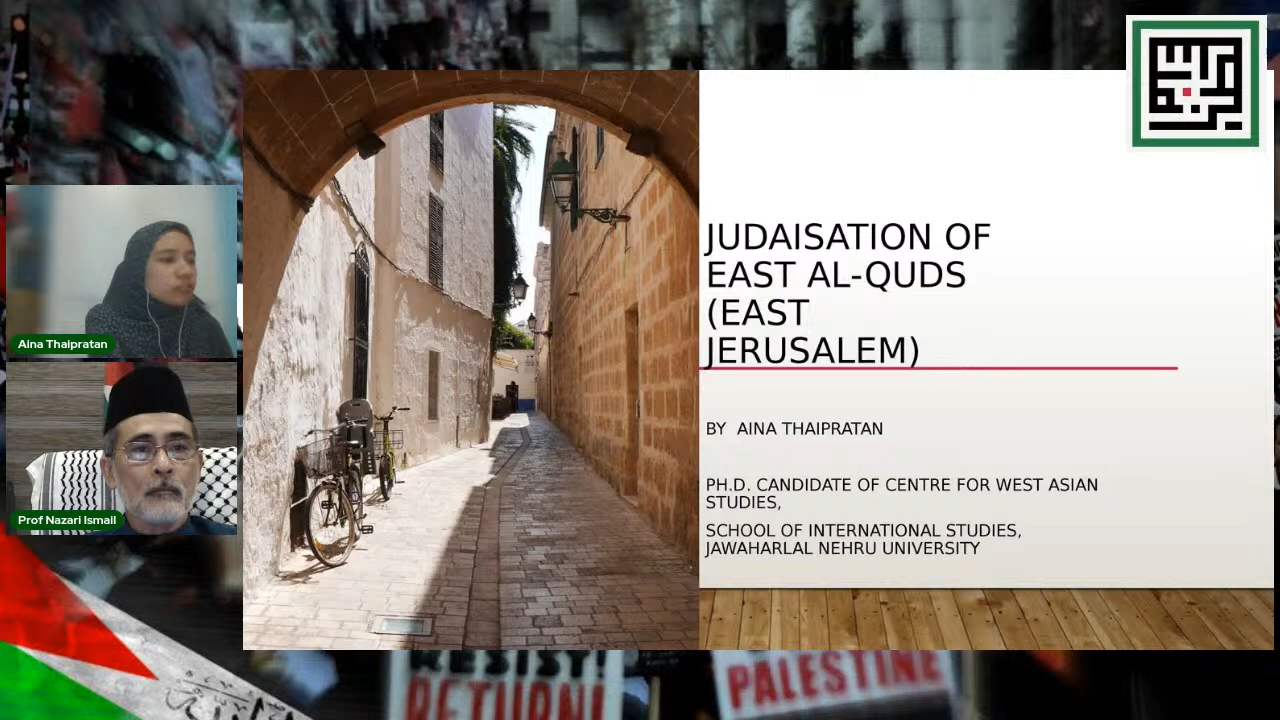 JUDAISATION OF
EAST AL-QUDS
(EAST
JERUSALEM)
BY AINA THAIPRATAN
PH.D. CANDIDATE OF CENTRE FOR WEST ASIAN
STUDIES,
SCHOOL OF INTERNATIONAL STUDIES,
JAWAHARLAL NEHRU UNIVERSITY
Aina Thaipratan
Prof Nazari Ismail
RESIST!
RETURN!
PALESTINE